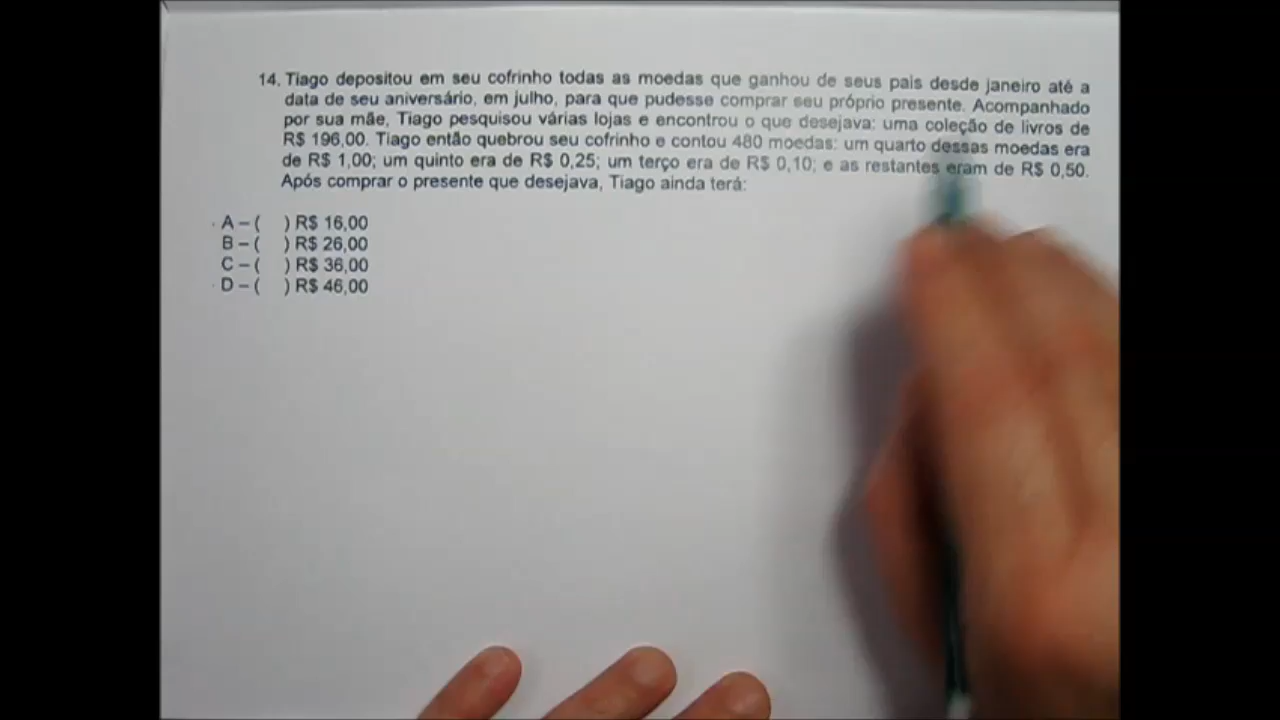 14. Tiago depositou em seu cofrinho todas as moedas que ganhou de seus pais desde janeiro até a
data de seu aniversário, em julho, para que pudesse comprar seu próprio presente. Acompanhado
por sua mãe, Tiago pesquisou várias lojas e encontrou o que desejava: uma coleção de livros de
R$ 196,00. Tiago então quebrou seu cofrinho e contou 480 moedas: um quarto dessas moedas era
de R$ 1,00; um quinto era de R$ 0,25; um terço era de R$ 0,10; e as restantes eram de R$ 0,50.
Após comprar o presente que desejava, Tiago ainda terá:
A – ( ) R$ 16,00
B – ( ) R$ 26,00
C – ( ) R$ 36,00
D – ( ) R$ 46,00